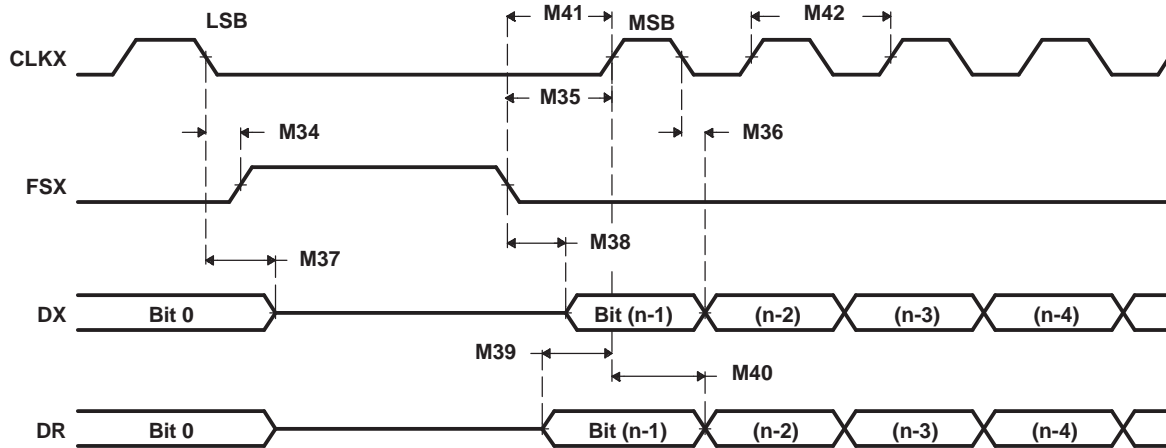 LSB
M41
MSB
M42
CLKX
M35
M34
M36
FSX
M38
M37
DX
Bit 0
Bit (n-1)
(n-2)
(n-3)
(n-4)
M39
M40
DR
Bit 0
Bit (n-1)
(n-2)
(n-3)
(n-4)